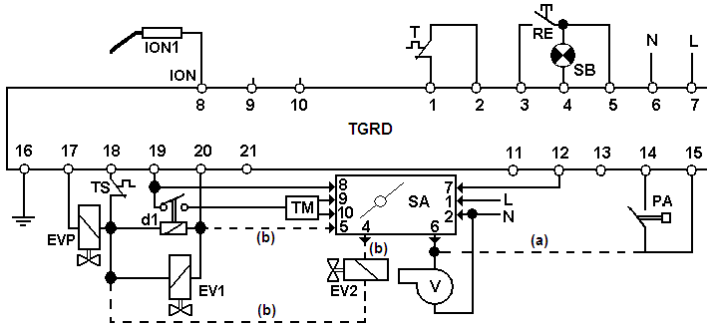 T
RE
SB
N
L
ION1
ION
8
9
10
1
2
3
4
5
6
7
TGRD
16
17
18
19
20
21
11
12
13
14
15
TS
d1
TM
8
9
10
5
4
6
7
1
2
SA
L
N
PA
EVP
(b)
(b)
(a)
EV1
EV2
V
(b)